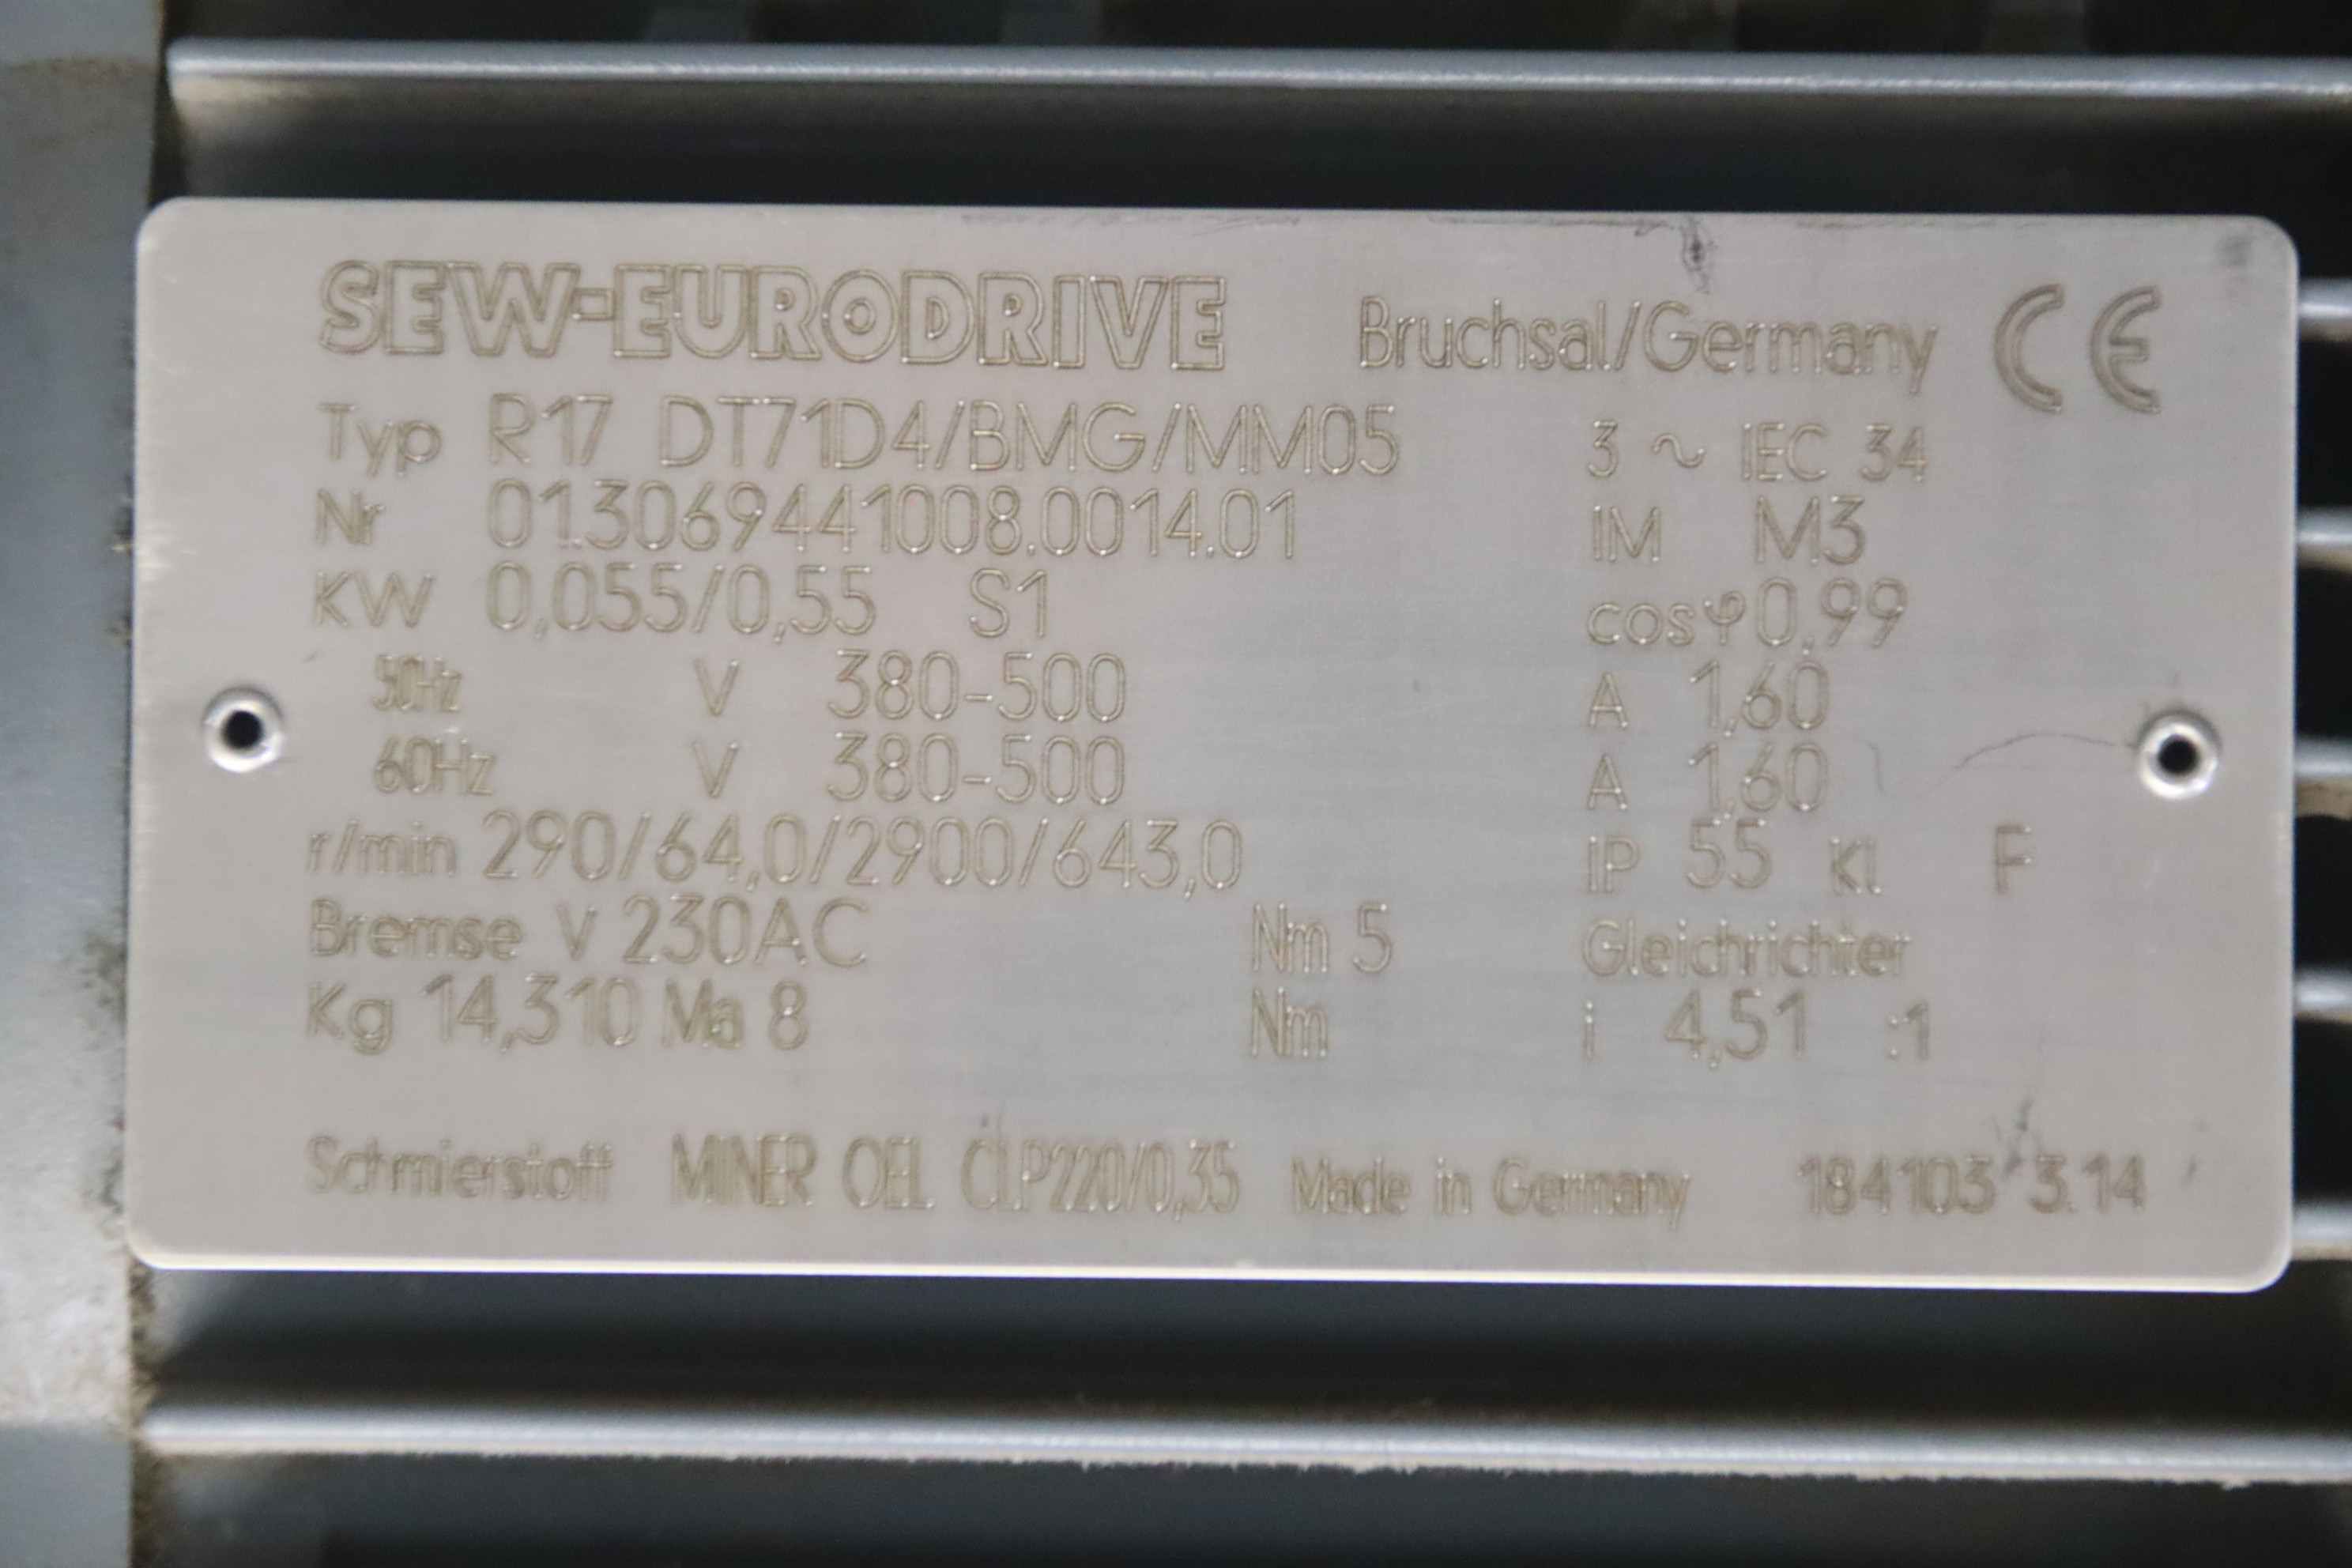 SEW-EURODRIVE Bruchsal/Germany CE
Typ R17 DT71D4/BMG/MM05 3 ~ IEC 34
Nr 01.3069441008.0014.01 IM M3
KW 0,055/0,55 S1 cosφ 0,99
50Hz V 380-500 A 1,60
60Hz V 380-500 A 1,60
r/min 290/64,0/2900/643,0 IP 55 Kl. F
Bremse V 230AC Nm 5 Gleichrichter
Kg 14,310 Ma 8 Nm i 4,51 :1
Schmierstoff MINER OEL CLP220/0,35 Made in Germany 184103 3.14